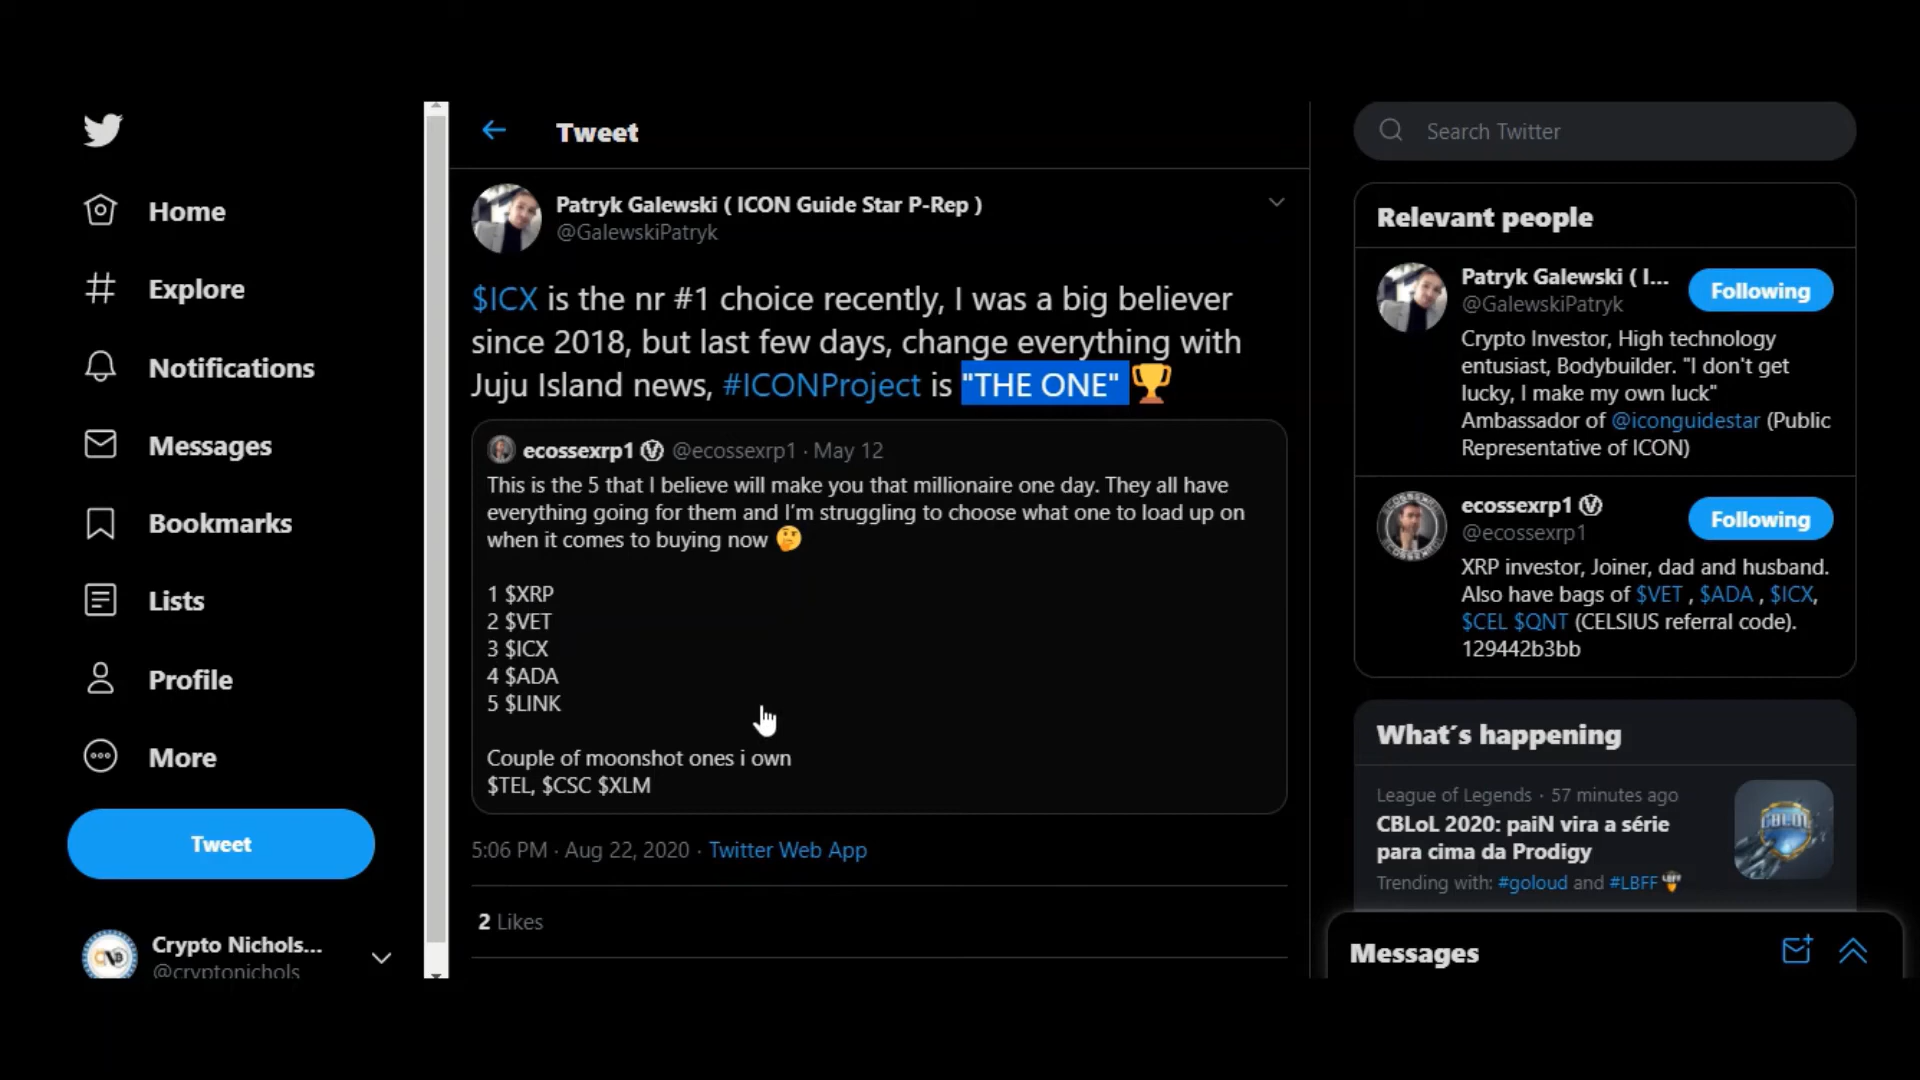 Home
Explore
Notifications
Messages
Bookmarks
Lists
Profile
More
Tweet
Crypto Nichols...
@cryptonichols
Tweet
Patryk Galewski ( ICON Guide Star P-Rep )
@GalewskiPatryk
$ICX is the nr #1 choice recently, I was a big believer
since 2018, but last few days, change everything with
Juju Island news, #ICONProject is "THE ONE" 🏆
ecossexrp1 Ⓥ @ecossexrp1 · May 12
This is the 5 that I believe will make you that millionaire one day. They all have
everything going for them and I'm struggling to choose what one to load up on
when it comes to buying now 🤔
1 $XRP
2 $VET
3 $ICX
4 $ADA
5 $LINK
Couple of moonshot ones i own
$TEL, $CSC $XLM
5:06 PM · Aug 22, 2020 · Twitter Web App
2 Likes
Search Twitter
Relevant people
Patryk Galewski ( I...
@GalewskiPatryk
Following
Crypto Investor, High technology
entusiast, Bodybuilder. "I don't get
lucky, I make my own luck"
Ambassador of @iconguidestar (Public
Representative of ICON)
ecossexrp1 Ⓥ
@ecossexrp1
Following
XRP investor, Joiner, dad and husband.
Also have bags of $VET , $ADA , $ICX,
$CEL $QNT (CELSIUS referral code).
129442b3bb
What´s happening
League of Legends · 57 minutes ago
CBLoL 2020: paiN vira a série
para cima da Prodigy
Trending with: #goloud and #LBFF
CBLOL
Messages